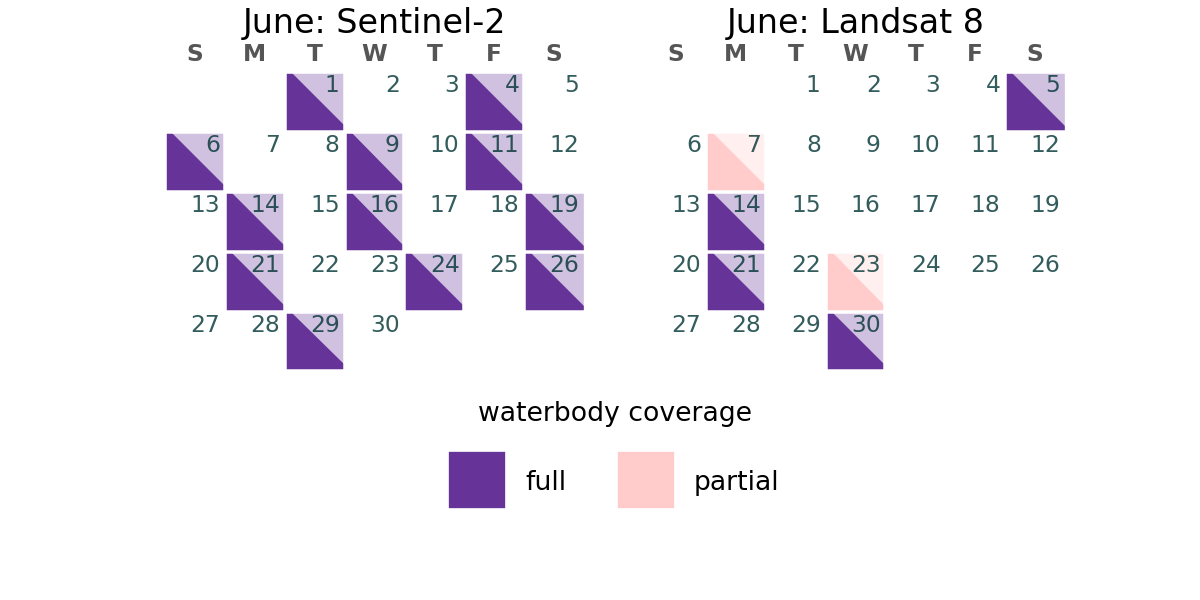 June: Sentinel-2
S M T W T F S
1 2 3 4 5
6 7 8 9 10 11 12
13 14 15 16 17 18 19
20 21 22 23 24 25 26
27 28 29 30
June: Landsat 8
S M T W T F S
1 2 3 4 5
6 7 8 9 10 11 12
13 14 15 16 17 18 19
20 21 22 23 24 25 26
27 28 29 30
waterbody coverage
full
partial